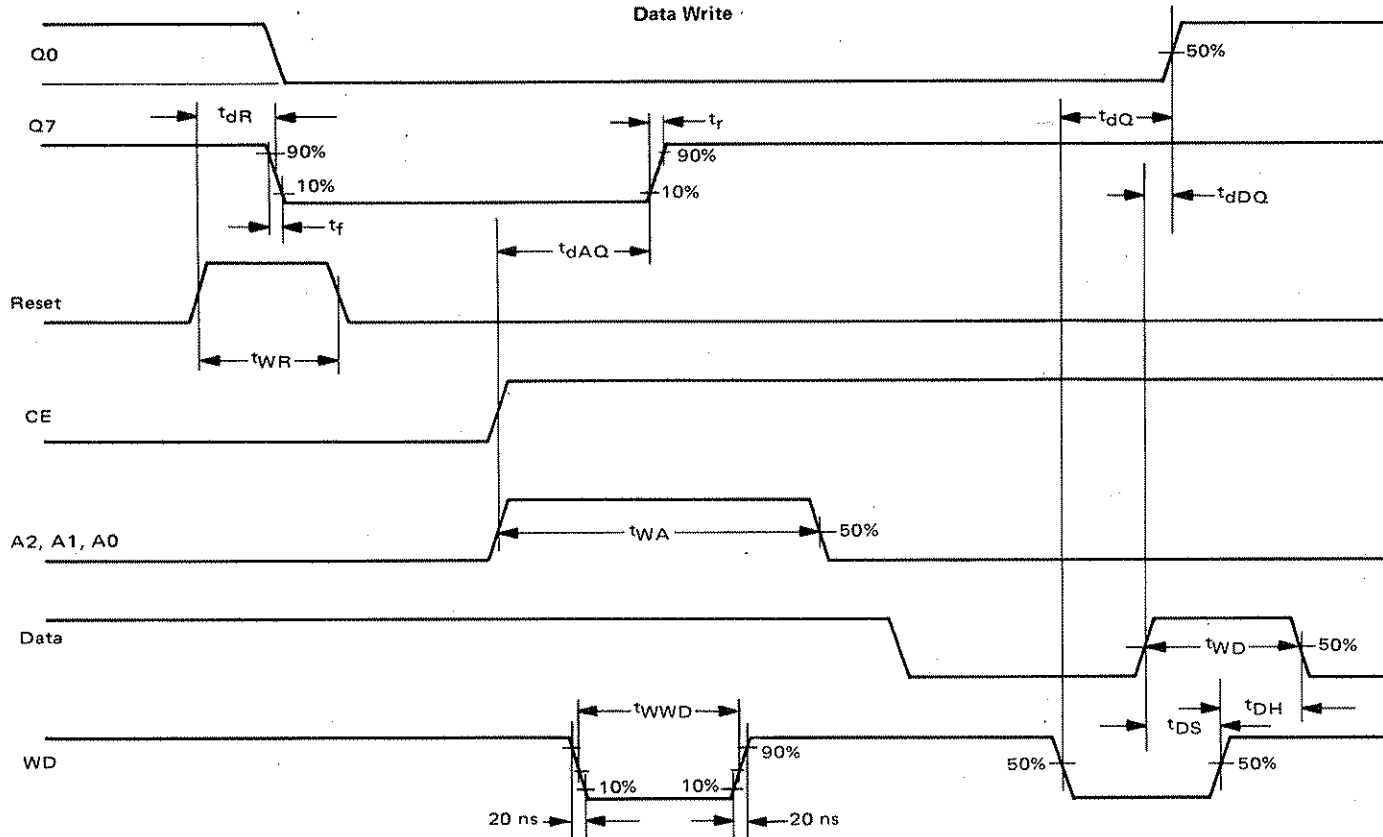 Data Write
Q0
50%
tdR
tr
tdQ
Q7
90%
90%
10%
10%
tdDQ
tf
tdAQ
Reset
tWR
CE
tWA
50%
A2, A1, A0
Data
tWD
50%
tWWD
tDH
tDS
WD
90%
50%
50%
10%
10%
20 ns
20 ns